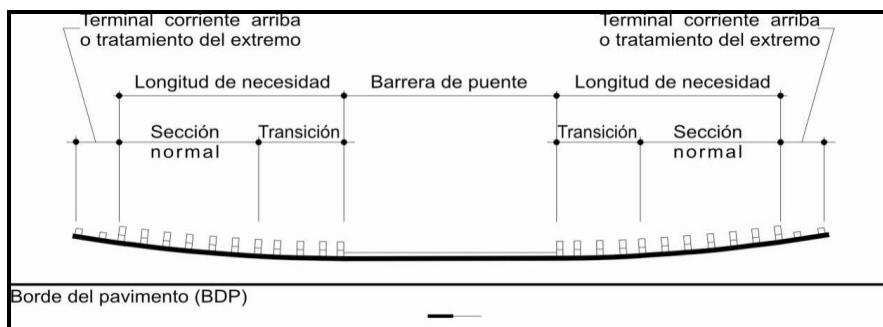 Terminal corriente arriba
o tratamiento del extremo
Terminal corriente arriba
o tratamiento del extremo
Longitud de necesidad
Barrera de puente
Longitud de necesidad
Sección
normal
Transición
Transición
Sección
normal
Borde del pavimento (BDP)